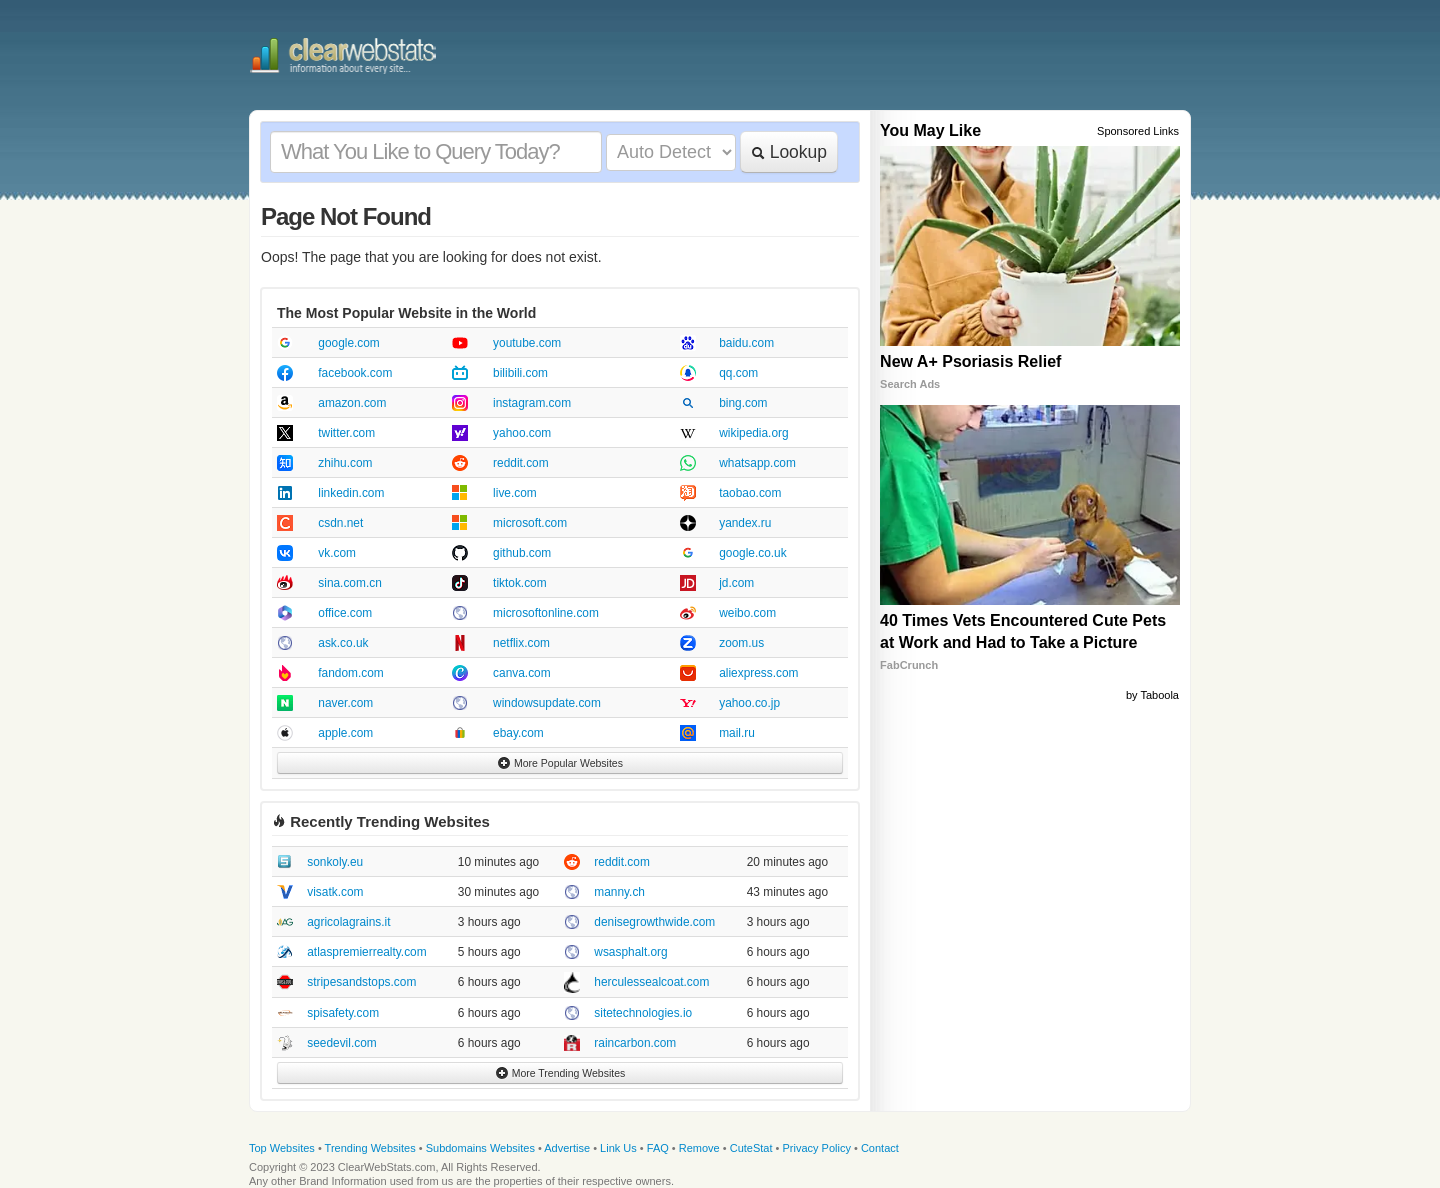 clearwebstats
information about every site...
What You Like to Query Today?
Auto Detect
Lookup
Page Not Found
Oops! The page that you are looking for does not exist.
The Most Popular Website in the World
google.com youtube.com baidu.com
facebook.com bilibili.com qq.com
amazon.com instagram.com bing.com
twitter.com yahoo.com wikipedia.org
zhihu.com reddit.com whatsapp.com
linkedin.com live.com taobao.com
csdn.net microsoft.com yandex.ru
vk.com github.com google.co.uk
sina.com.cn tiktok.com jd.com
office.com microsoftonline.com weibo.com
ask.co.uk netflix.com zoom.us
fandom.com canva.com aliexpress.com
naver.com windowsupdate.com yahoo.co.jp
apple.com ebay.com mail.ru
More Popular Websites
Recently Trending Websites
sonkoly.eu 10 minutes ago reddit.com 20 minutes ago
visatk.com 30 minutes ago manny.ch 43 minutes ago
agricolagrains.it 3 hours ago denisegrowthwide.com 3 hours ago
atlaspremierrealty.com 5 hours ago wsasphalt.org 6 hours ago
stripesandstops.com 6 hours ago herculessealcoat.com 6 hours ago
spisafety.com 6 hours ago sitetechnologies.io 6 hours ago
seedevil.com 6 hours ago raincarbon.com 6 hours ago
More Trending Websites
You May Like
Sponsored Links
New A+ Psoriasis Relief
Search Ads
40 Times Vets Encountered Cute Pets
at Work and Had to Take a Picture
FabCrunch
by Taboola
Top Websites • Trending Websites • Subdomains Websites • Advertise • Link Us • FAQ • Remove • CuteStat • Privacy Policy • Contact
Copyright © 2023 ClearWebStats.com, All Rights Reserved.
Any other Brand Information used from us are the properties of their respective owners.